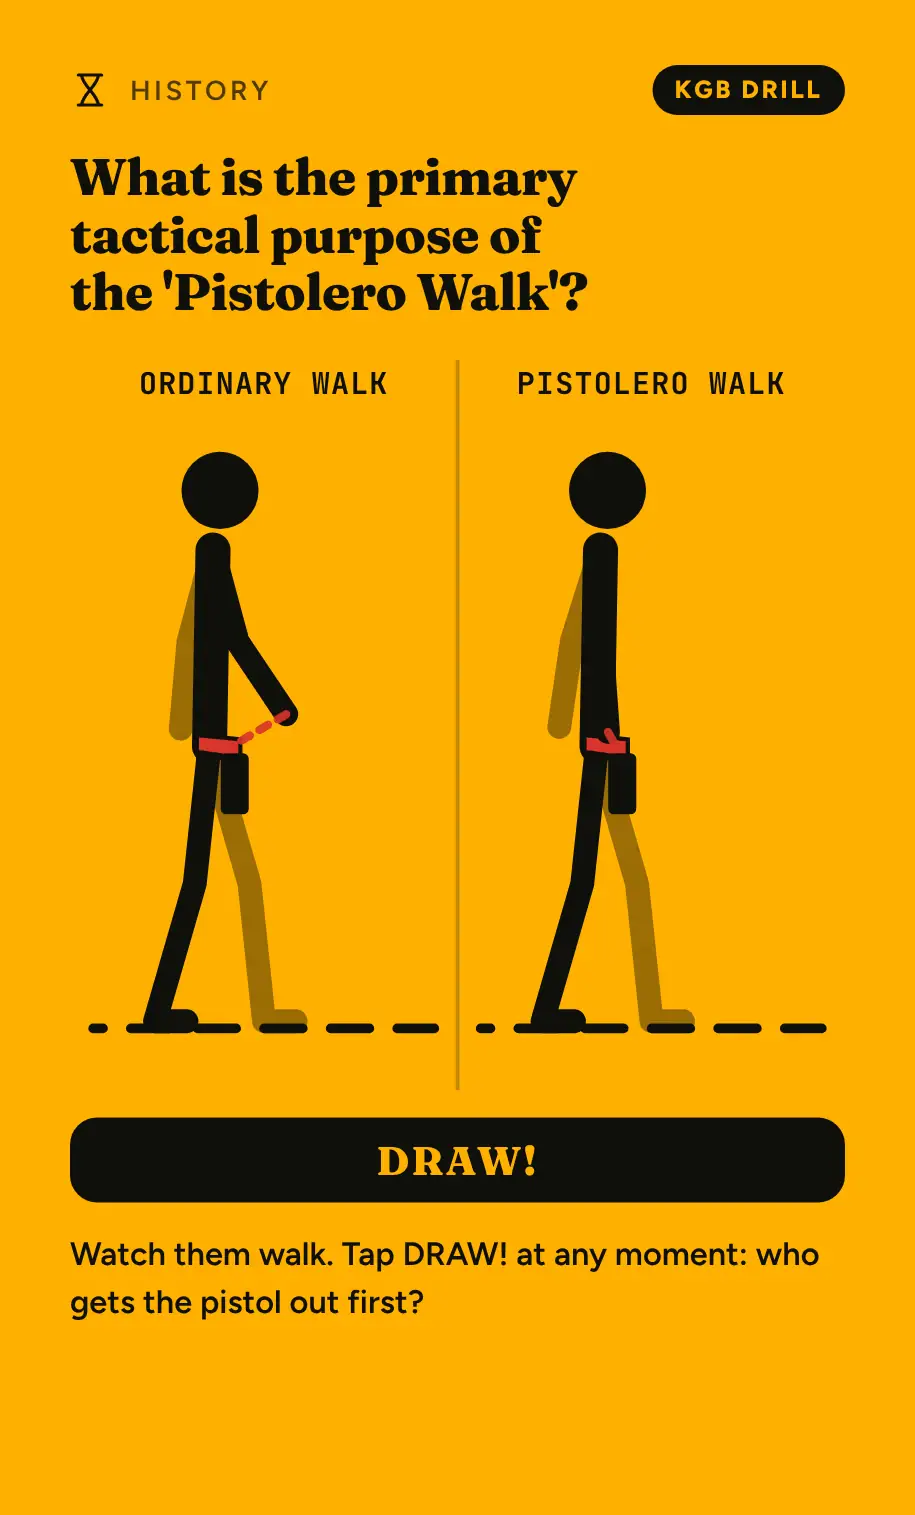 HISTORY
KGB DRILL
What is the primary
tactical purpose of
the 'Pistolero Walk'?
ORDINARY WALK
PISTOLERO WALK
DRAW!
Watch them walk. Tap DRAW! at any moment: who
gets the pistol out first?